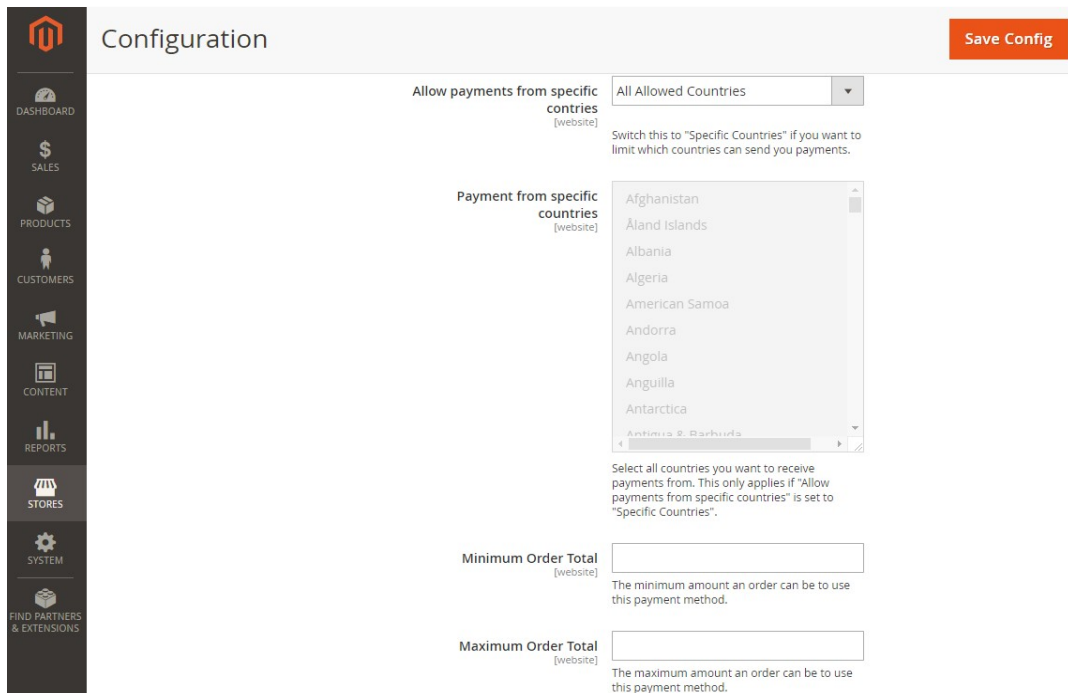 Configuration
Save Config
DASHBOARD
SALES
PRODUCTS
CUSTOMERS
MARKETING
CONTENT
REPORTS
STORES
SYSTEM
FIND PARTNERS
& EXTENSIONS
Allow payments from specific
contries
[website]
All Allowed Countries
Switch this to "Specific Countries" if you want to
limit which countries can send you payments.
Payment from specific
countries
[website]
Afghanistan
Åland Islands
Albania
Algeria
American Samoa
Andorra
Angola
Anguilla
Antarctica
Antigua & Barbuda
Select all countries you want to receive
payments from. This only applies if "Allow
payments from specific countries" is set to
"Specific Countries".
Minimum Order Total
[website]
The minimum amount an order can be to use
this payment method.
Maximum Order Total
[website]
The maximum amount an order can be to use
this payment method.